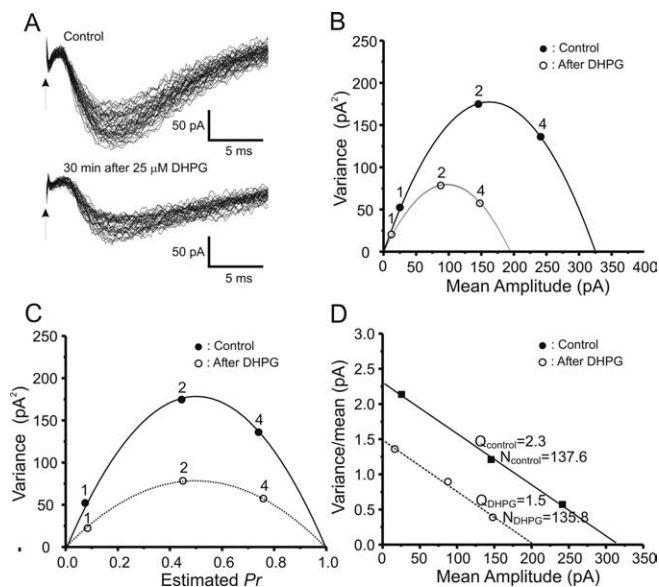 A
Control
50 pA
5 ms
30 min after 25 μM DHPG
50 pA
5 ms
B
● : Control
○ : After DHPG
Variance (pA²)
250
200
150
100
50
0
1
2
4
1
2
4
0 50 100 150 200 250 300 350 400
Mean Amplitude (pA)
C
● : Control
○ : After DHPG
Variance (pA²)
250
200
150
100
50
0
1
2
4
1
2
4
0.0 0.2 0.4 0.6 0.8 1.0
Estimated Pr
D
■ : Control
○ : After DHPG
Variance/mean (pA)
3.0
2.5
2.0
1.5
1.0
0.5
0.0
Qcontrol=2.3
Ncontrol=137.6
QDHPG=1.5
NDHPG=135.8
0 50 100 150 200 250 300 350
Mean Amplitude (pA)